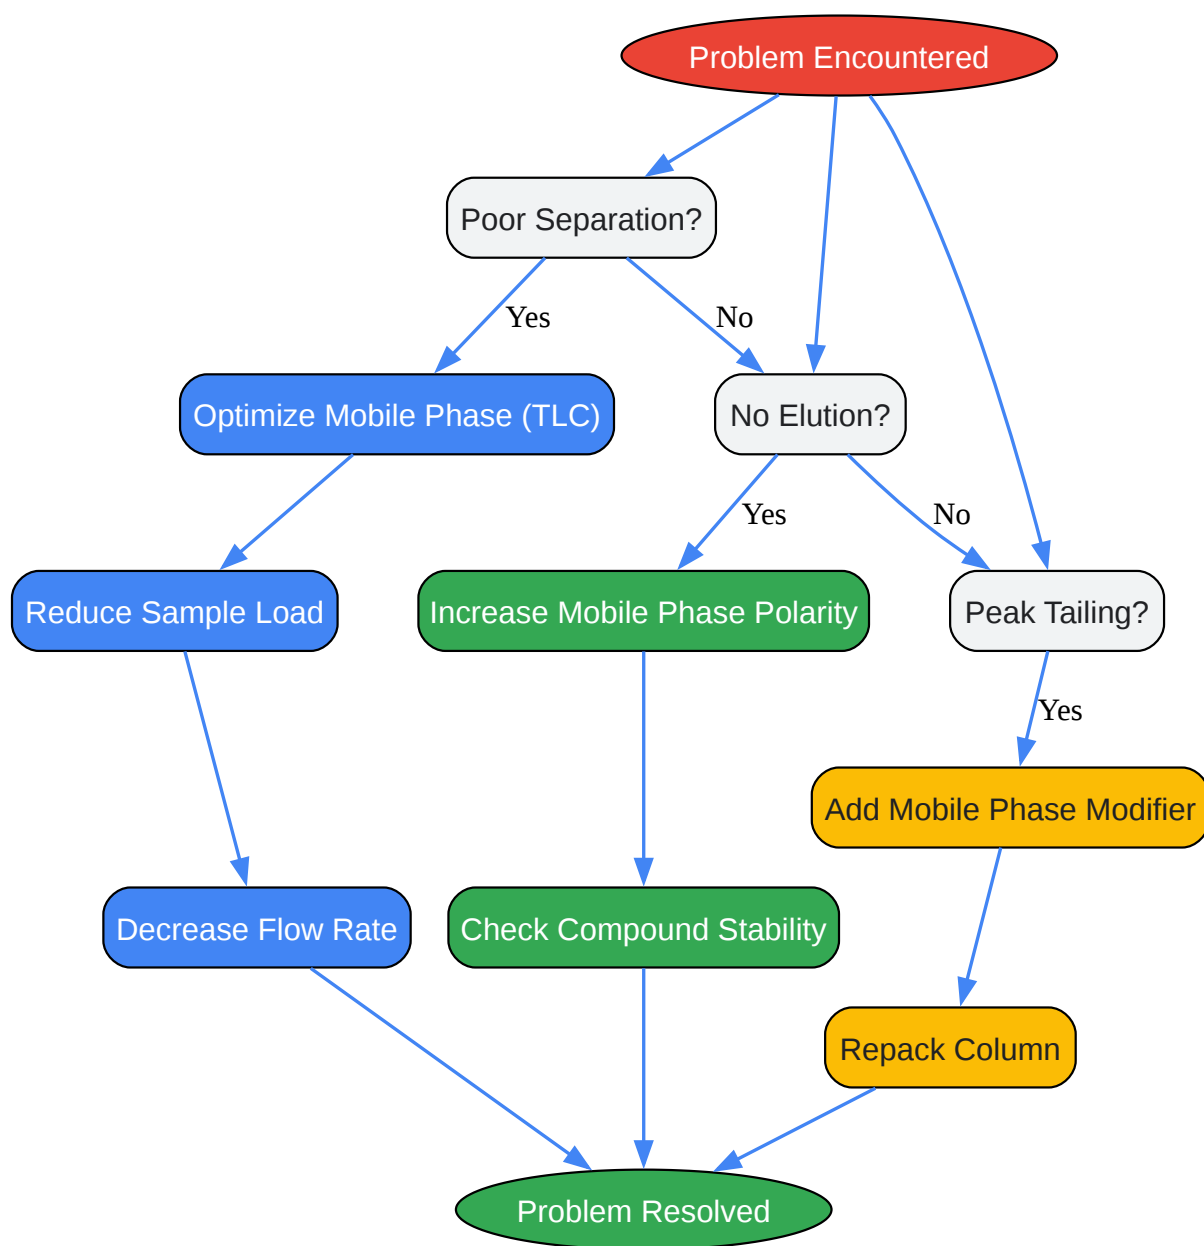 Problem Encountered
Poor Separation?
Yes
No
Optimize Mobile Phase (TLC)
No Elution?
Yes
No
Reduce Sample Load
Increase Mobile Phase Polarity
Peak Tailing?
Yes
Add Mobile Phase Modifier
Decrease Flow Rate
Check Compound Stability
Repack Column
Problem Resolved